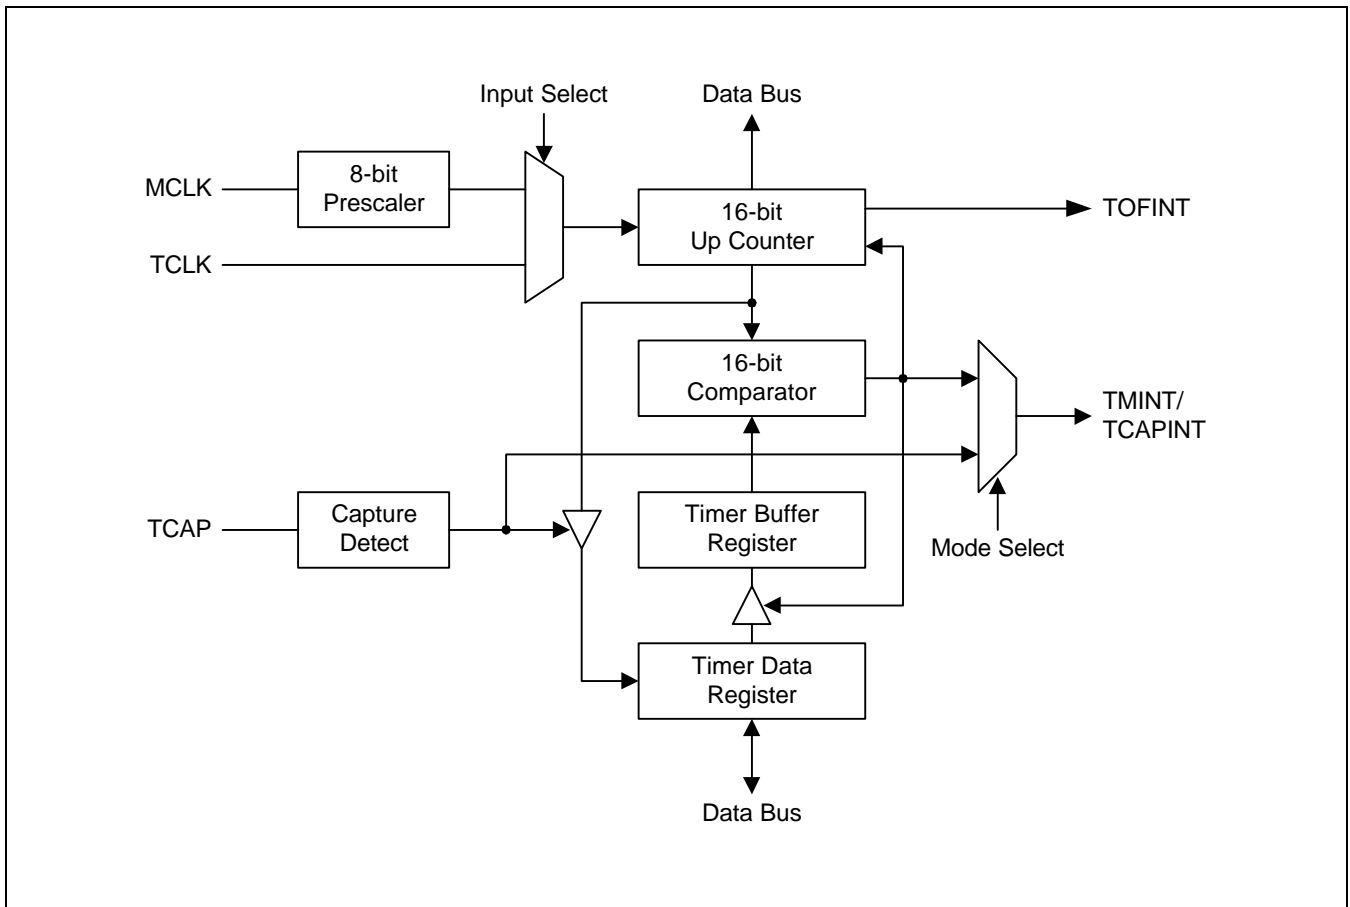 Input Select
Data Bus
MCLK
8-bit
Prescaler
16-bit
Up Counter
TOFINT
TCLK
16-bit
Comparator
TMINT/
TCAPINT
TCAP
Capture
Detect
Timer Buffer
Register
Mode Select
Timer Data
Register
Data Bus